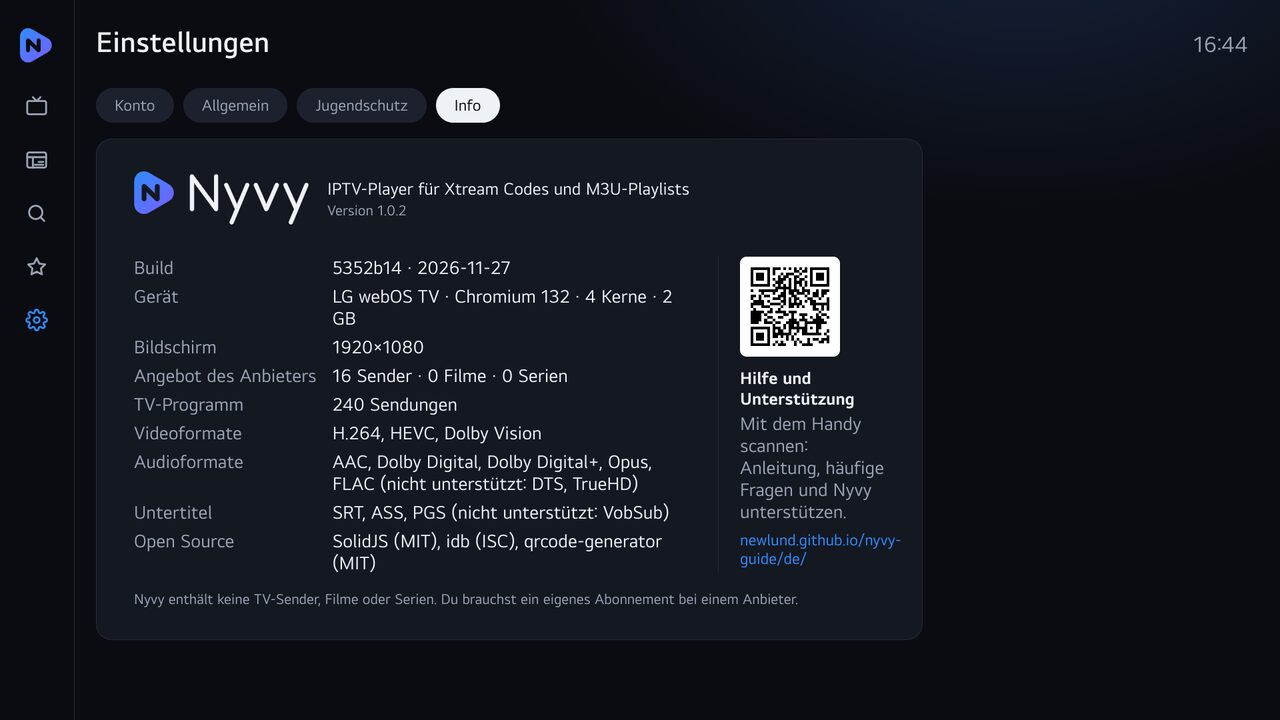 Einstellungen
16:44
Konto
Allgemein
Jugendschutz
Info
N Nyvy
IPTV-Player für Xtream Codes und M3U-Playlists
Version 1.0.2
Build
5352b14 · 2026-11-27
Gerät
LG webOS TV · Chromium 132 · 4 Kerne · 2
GB
Bildschirm
1920×1080
Angebot des Anbieters
16 Sender · 0 Filme · 0 Serien
TV-Programm
240 Sendungen
Videoformate
H.264, HEVC, Dolby Vision
Audioformate
AAC, Dolby Digital, Dolby Digital+, Opus,
FLAC (nicht unterstützt: DTS, TrueHD)
Untertitel
SRT, ASS, PGS (nicht unterstützt: VobSub)
Open Source
SolidJS (MIT), idb (ISC), qrcode-generator
(MIT)
Hilfe und
Unterstützung
Mit dem Handy
scannen:
Anleitung, häufige
Fragen und Nyvy
unterstützen.
newlund.github.io/nyvy-
guide/de/
Nyvy enthält keine TV-Sender, Filme oder Serien. Du brauchst ein eigenes Abonnement bei einem Anbieter.